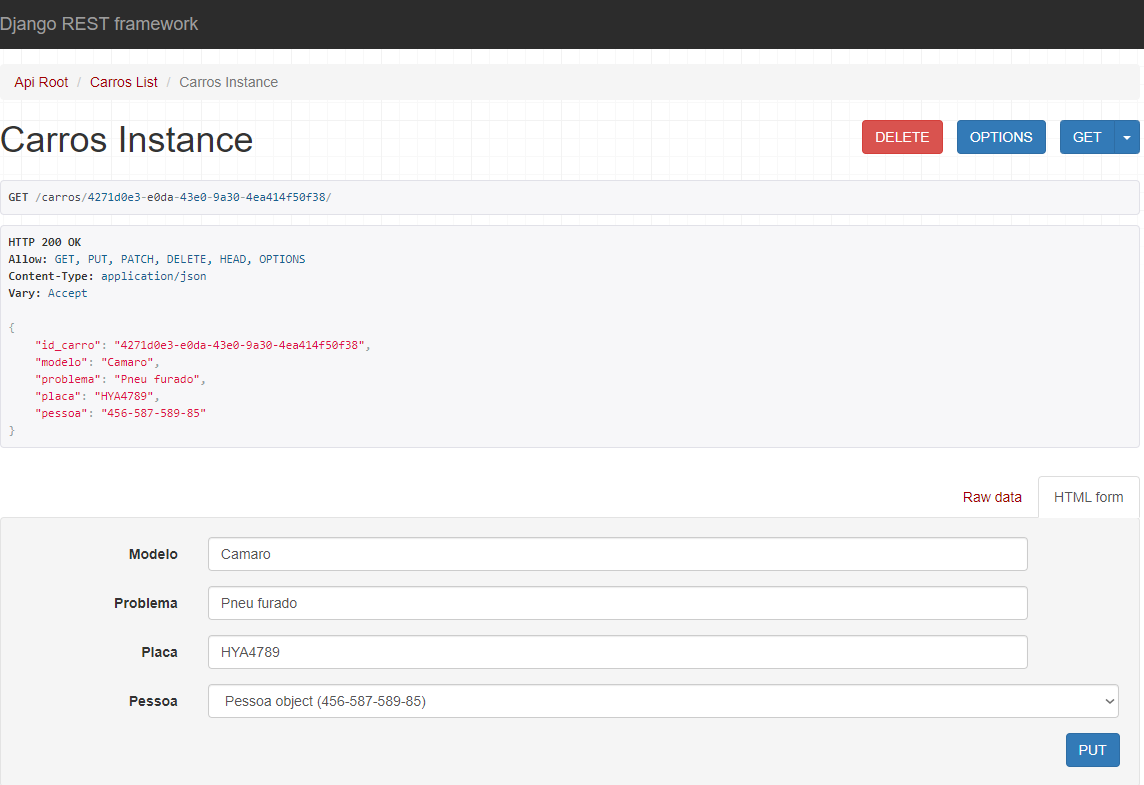 Django REST framework
Api Root / Carros List / Carros Instance
Carros Instance
DELETE OPTIONS GET
GET /carros/4271d0e3-e0da-43e0-9a30-4ea414f50f38/
HTTP 200 OK
Allow: GET, PUT, PATCH, DELETE, HEAD, OPTIONS
Content-Type: application/json
Vary: Accept
{
"id_carro": "4271d0e3-e0da-43e0-9a30-4ea414f50f38",
"modelo": "Camaro",
"problema": "Pneu furado",
"placa": "HYA4789",
"pessoa": "456-587-589-85"
}
Raw data HTML form
Modelo Camaro
Problema Pneu furado
Placa HYA4789
Pessoa Pessoa object (456-587-589-85)
PUT